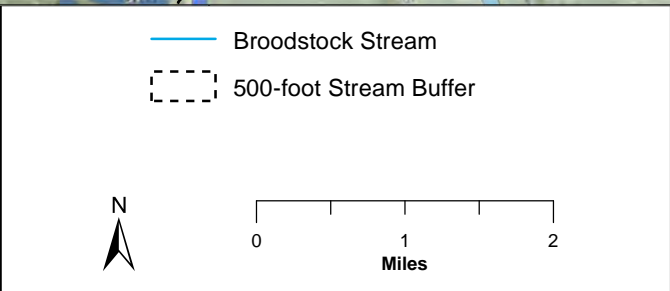 Broodstock Stream
500-foot Stream Buffer
N
0 1 2
Miles